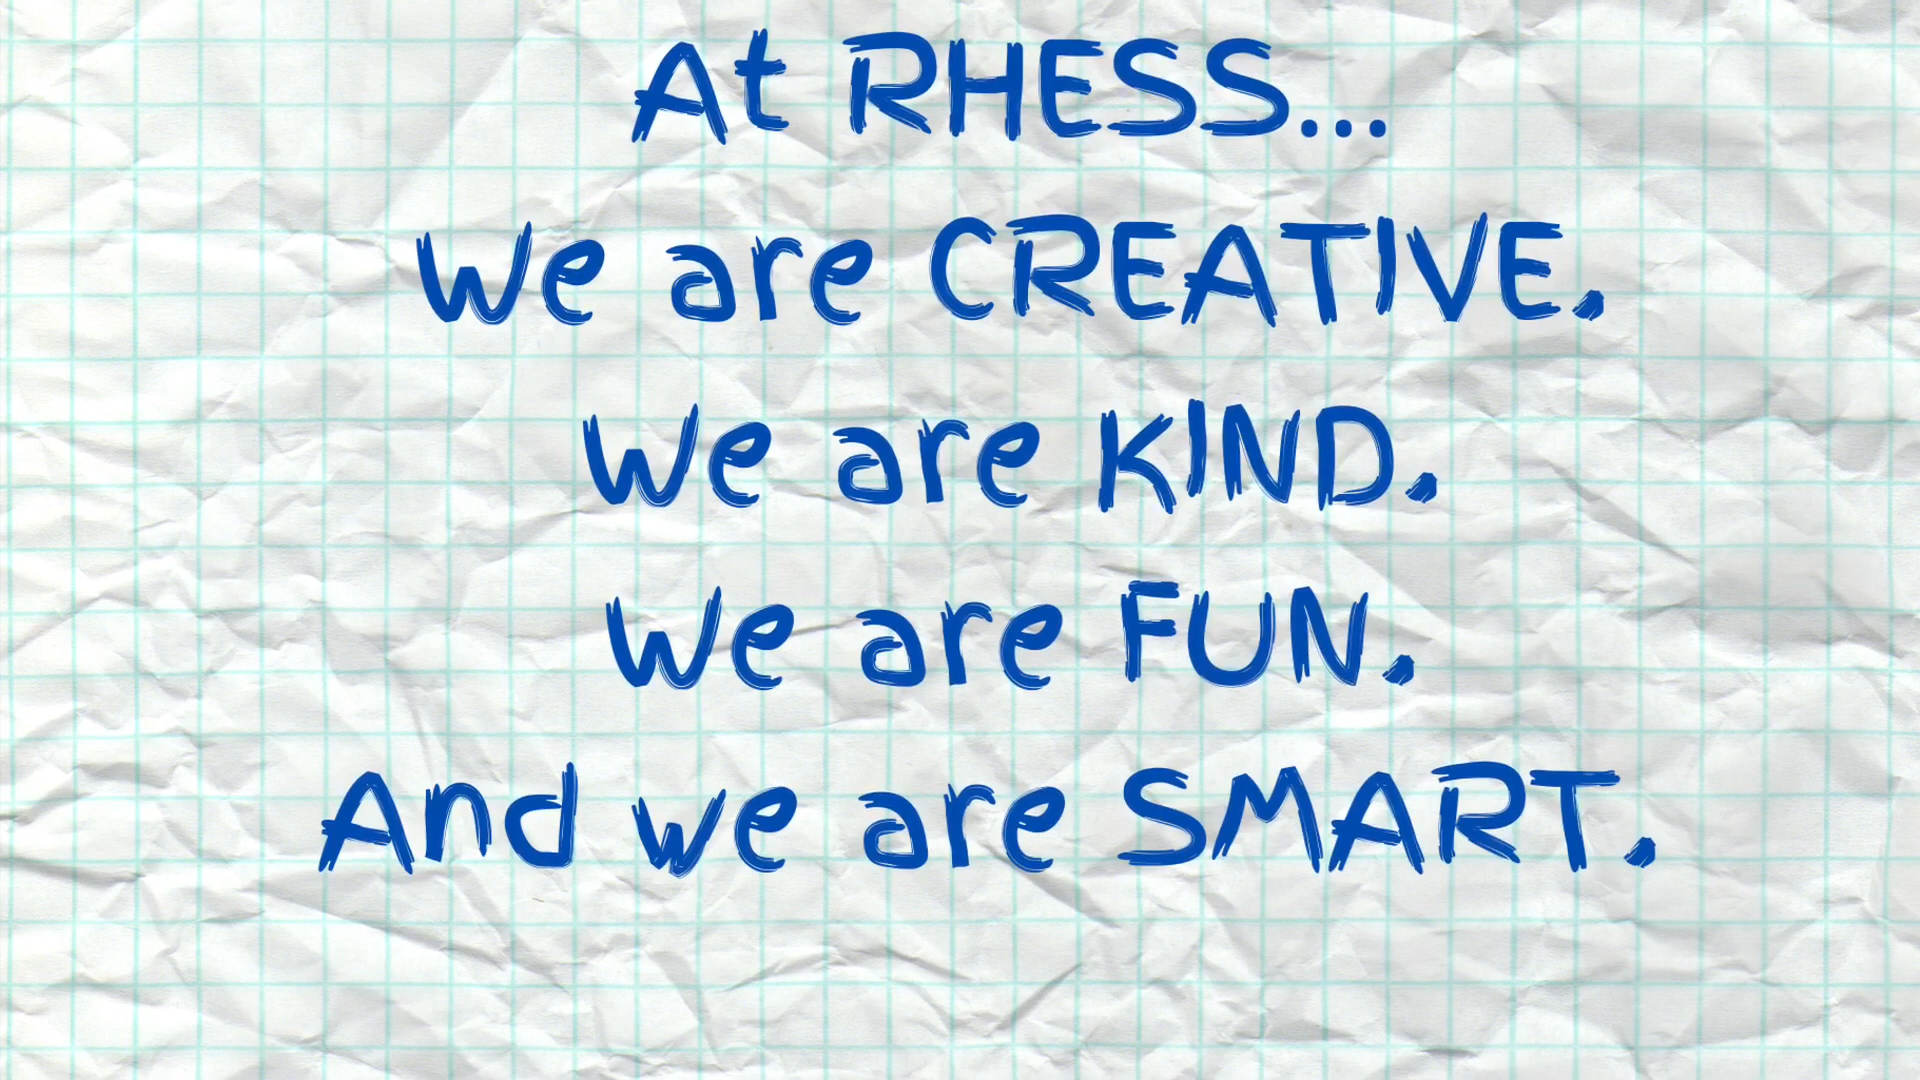 At RHESS...
We are CREATIVE.
We are KIND.
We are FUN.
And we are SMART.